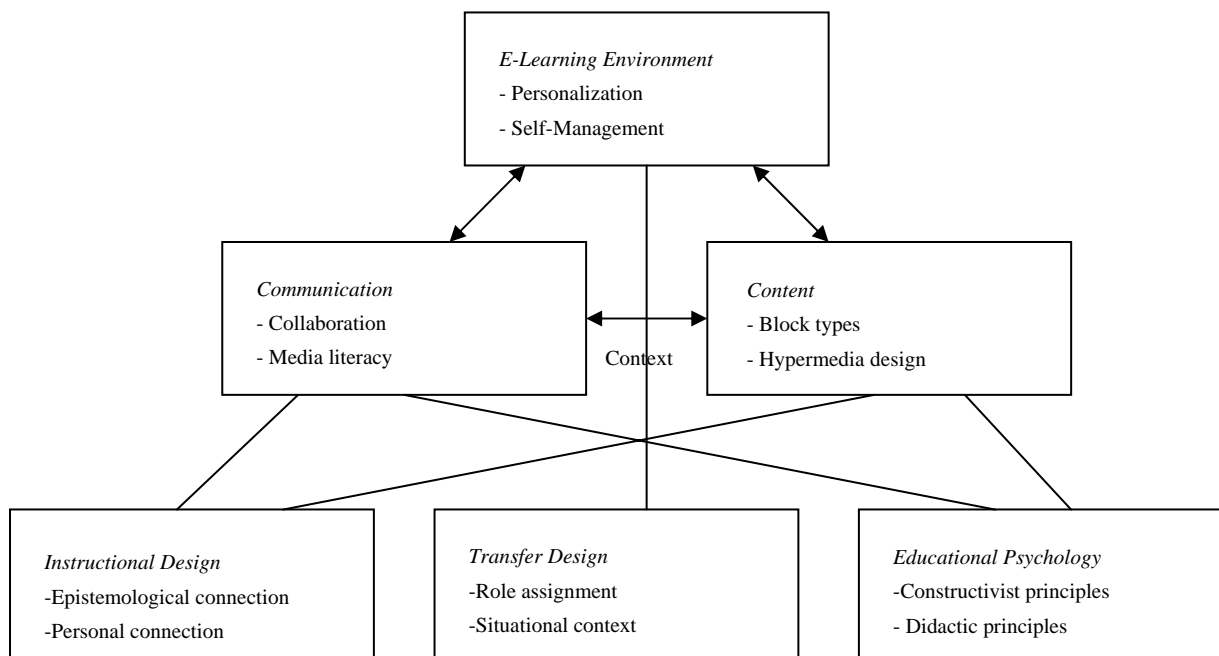 E-Learning Environment
- Personalization
- Self-Management
Communication
- Collaboration
- Media literacy
Context
Content
- Block types
- Hypermedia design
Instructional Design
-Epistemological connection
-Personal connection
Transfer Design
-Role assignment
-Situational context
Educational Psychology
-Constructivist principles
- Didactic principles